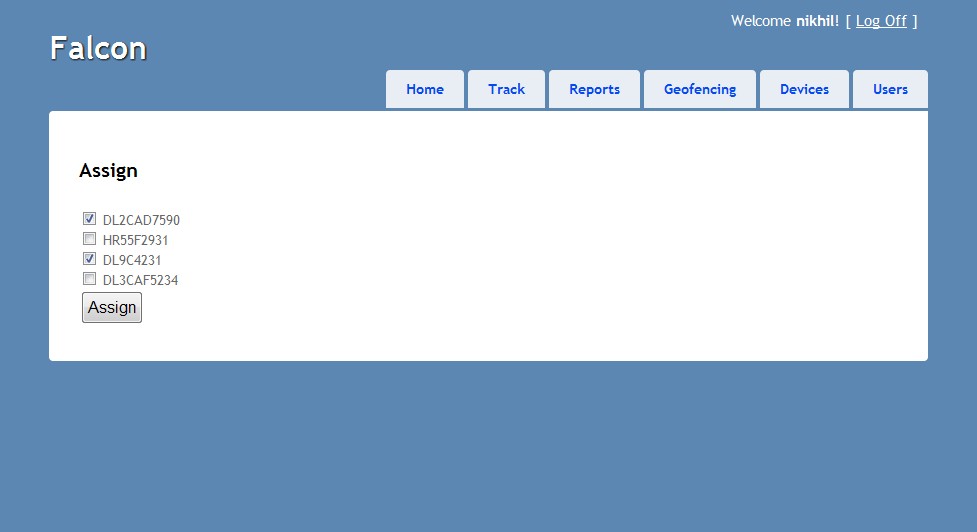 Welcome nikhil! [ Log Off ]
Falcon
Home Track Reports Geofencing Devices Users
Assign
DL2CAD7590
HR55F2931
DL9C4231
DL3CAF5234
Assign